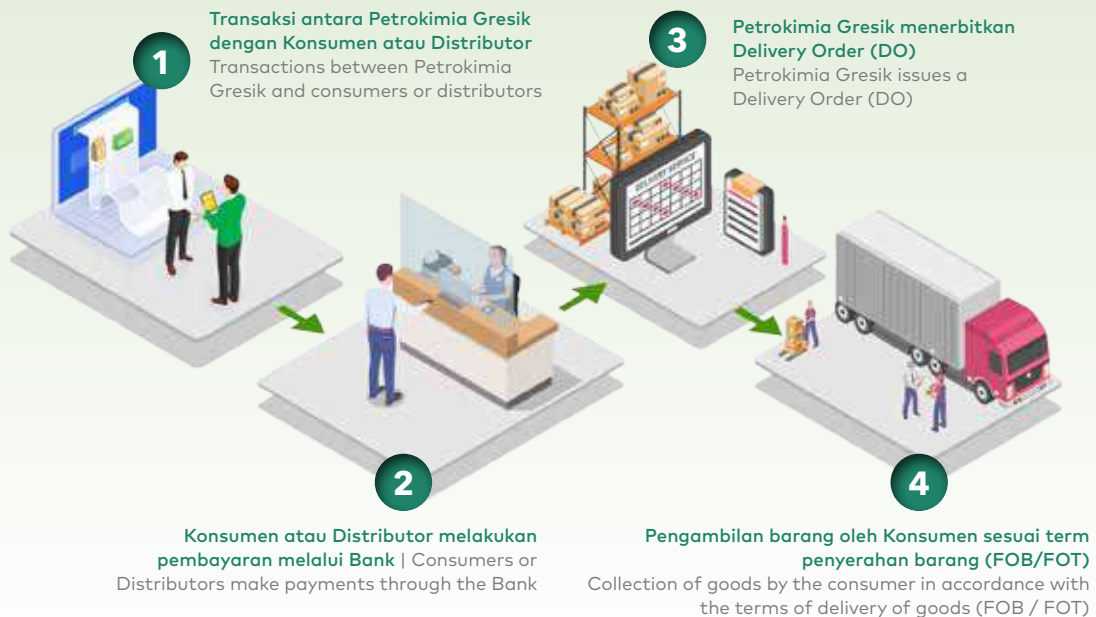 1
Transaksi antara Petrokimia Gresik
dengan Konsumen atau Distributor
Transactions between Petrokimia
Gresik and consumers or distributors
2
Konsumen atau Distributor melakukan
pembayaran melalui Bank | Consumers or
Distributors make payments through the Bank
3
Petrokimia Gresik menerbitkan
Delivery Order (DO)
Petrokimia Gresik issues a
Delivery Order (DO)
DELIVERY SERVICE
4
Pengambilan barang oleh Konsumen sesuai term
penyerahan barang (FOB/FOT)
Collection of goods by the consumer in accordance with
the terms of delivery of goods (FOB / FOT)